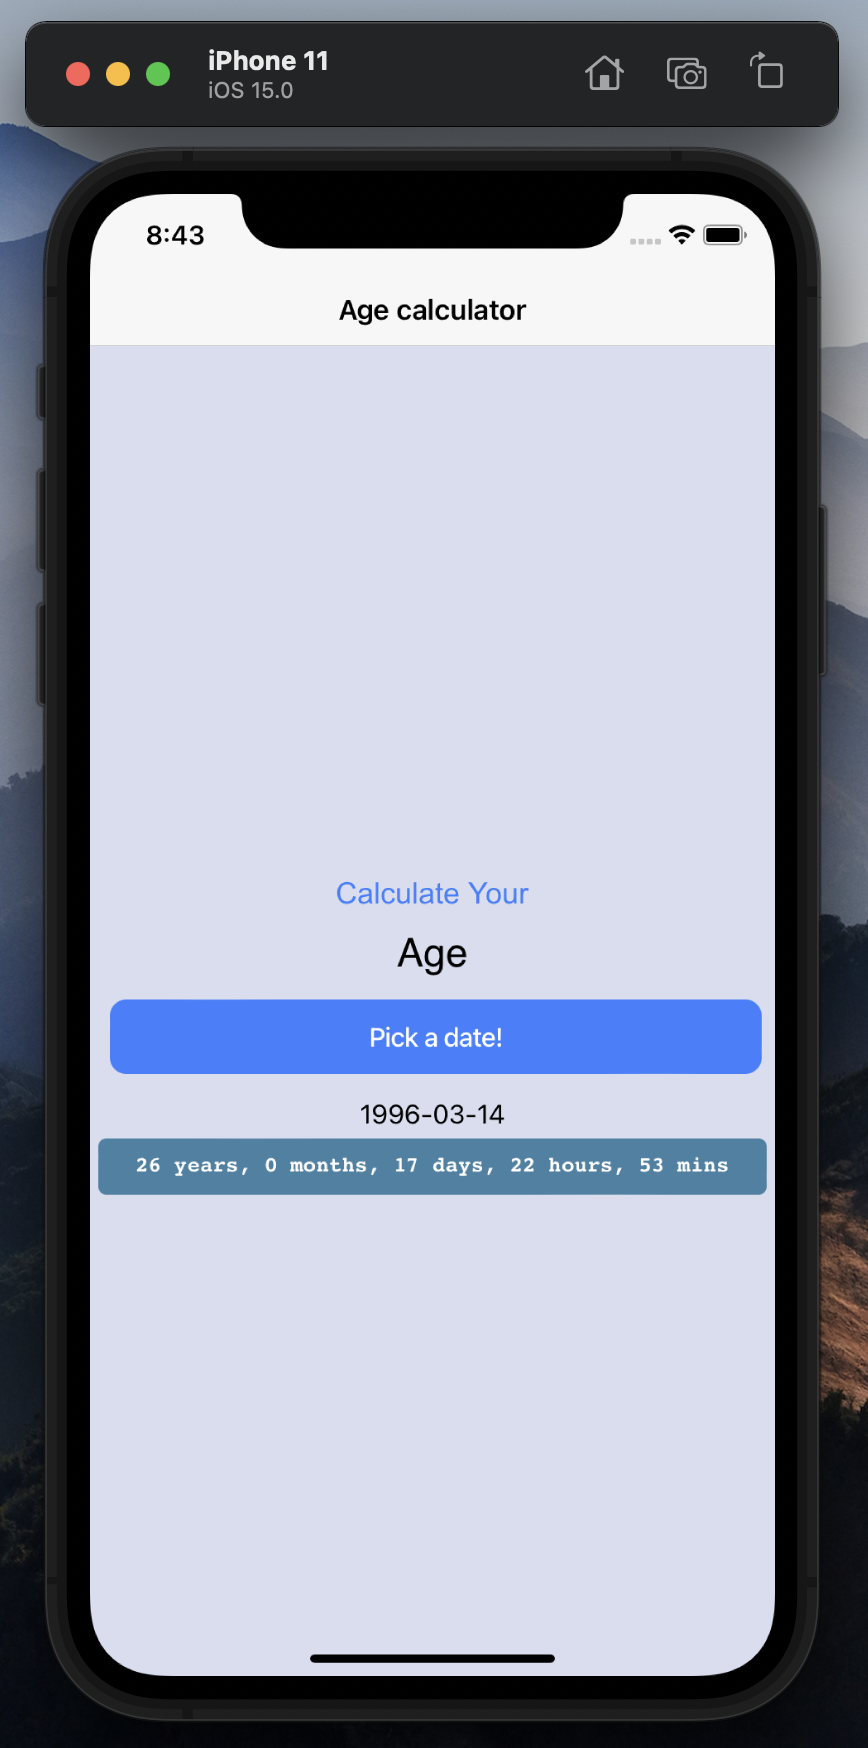 iPhone 11
iOS 15.0
8:43
Age calculator
Calculate Your
Age
Pick a date!
1996-03-14
26 years, 0 months, 17 days, 22 hours, 53 mins